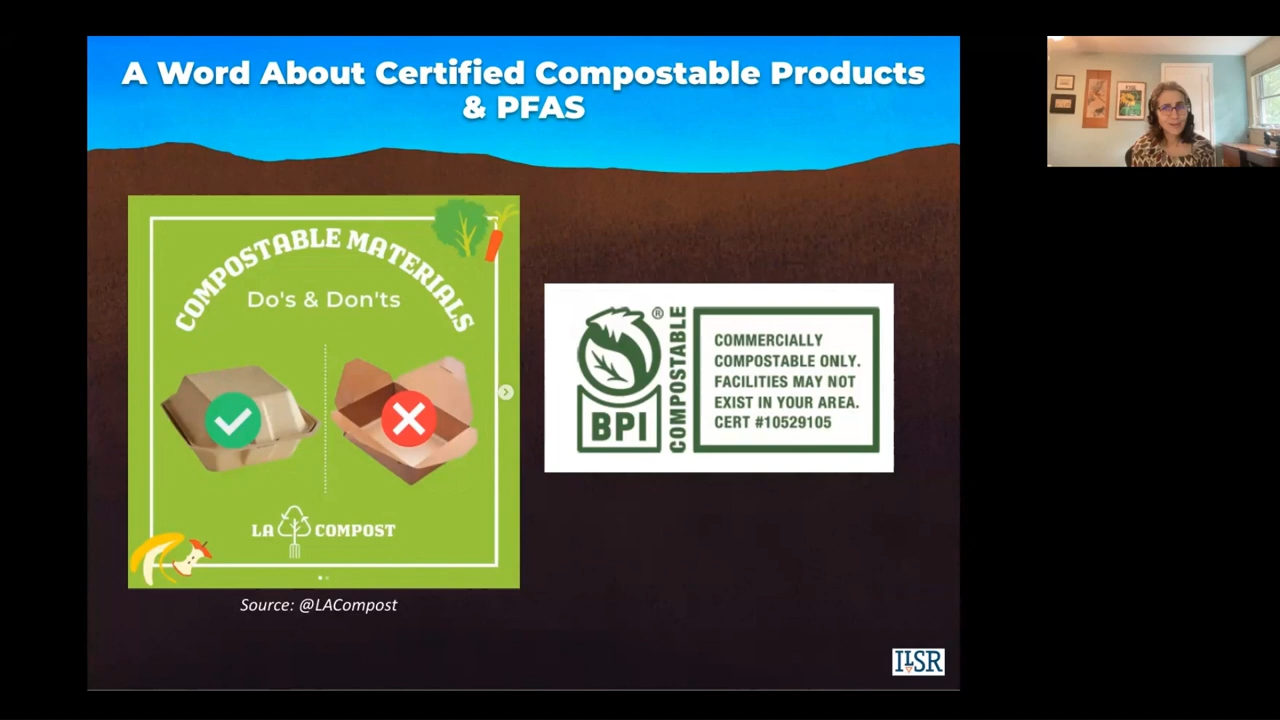 A Word About Certified Compostable Products
& PFAS
COMPOSTABLE MATERIALS
Do's & Don'ts
LA COMPOST
Source: @LACompost
®
BPI
COMPOSTABLE
COMMERCIALLY
COMPOSTABLE ONLY.
FACILITIES MAY NOT
EXIST IN YOUR AREA.
CERT #10529105
ILSR